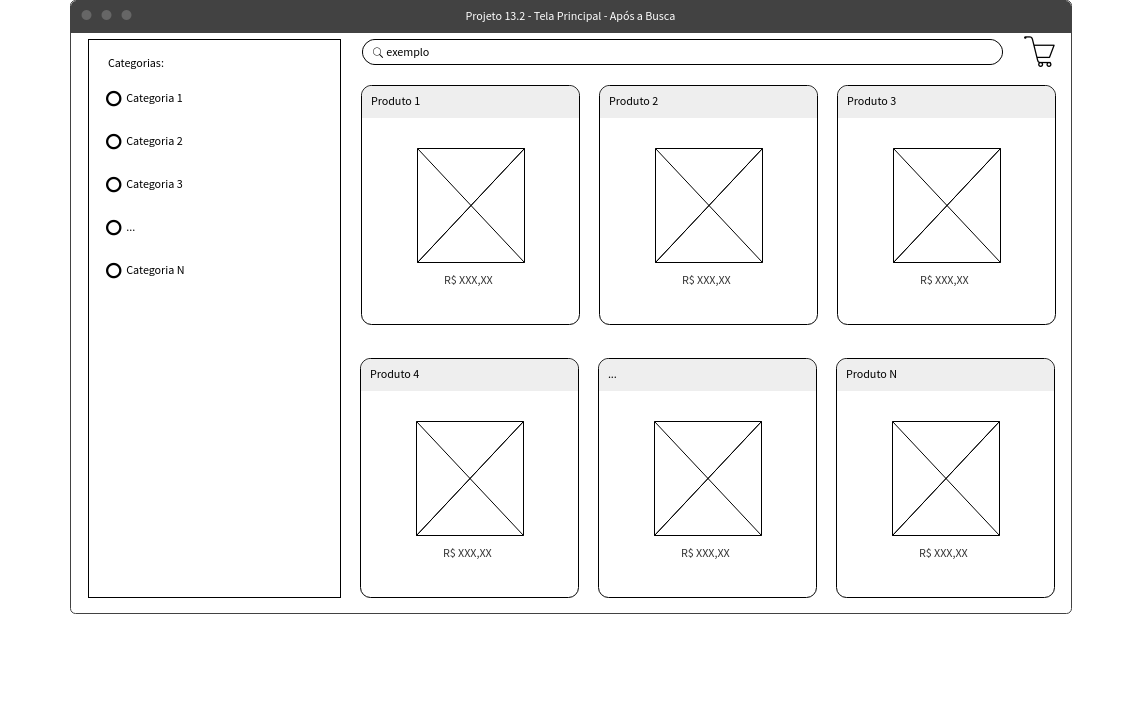 Projeto 13.2 - Tela Principal - Após a Busca
Categorias:
Categoria 1
Categoria 2
Categoria 3
...
Categoria N
exemplo
Produto 1
R$ XXX,XX
Produto 2
R$ XXX,XX
Produto 3
R$ XXX,XX
Produto 4
R$ XXX,XX
...
R$ XXX,XX
Produto N
R$ XXX,XX